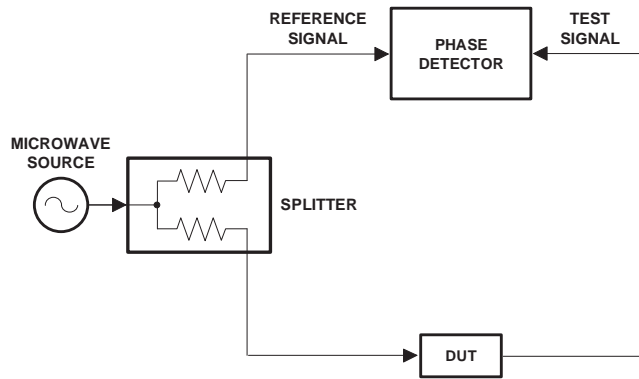 REFERENCE
SIGNAL
PHASE
DETECTOR
TEST
SIGNAL
MICROWAVE
SOURCE
SPLITTER
DUT